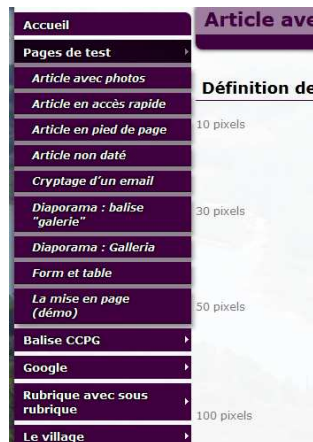 Accueil
Pages de test
Article avec photos
Article en accès rapide
Article en pied de page
Article non daté
Cryptage d'un email
Diaporama : balise
"galerie"
Diaporama : Galleria
Form et table
La mise en page
(démo)
Balise CCPG
Google
Rubrique avec sous
rubrique
Le village
Article ave
Définition de
10 pixels
30 pixels
50 pixels
100 pixels